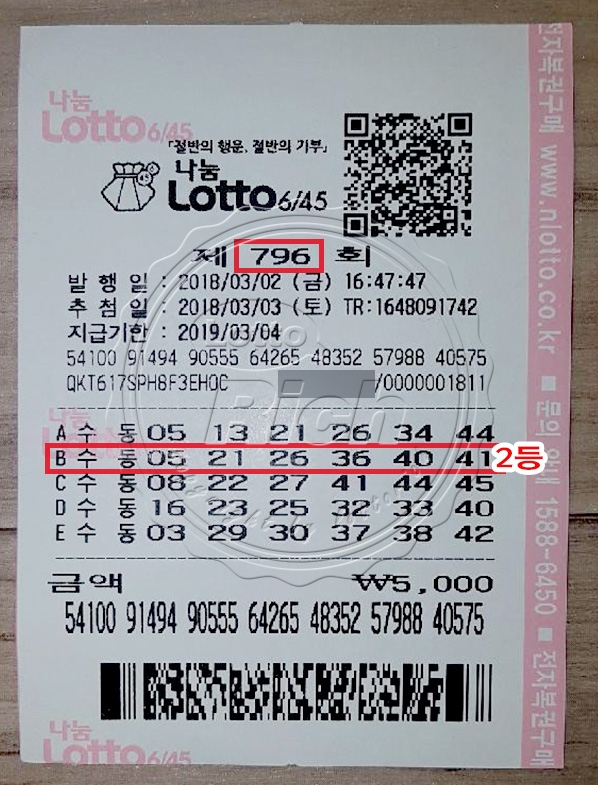 나눔
Lotto 6/45
「절반의 행운, 절반의 기부」
나눔
Lotto 6/45
제 796 회
발 행 일 : 2018/03/02 (금) 16:47:47
추 첨 일 : 2018/03/03 (토) TR:1648091742
지급기한 : 2019/03/04
54100 91494 90555 64265 48352 57988 40575
QKT617SPH8F3EH0C /0000001811
Lotto
Rich
A 수 동 05 13 21 26 34 44
B 수 동 05 21 26 36 40 41 2등
C 수 동 08 22 27 41 44 45
D 수 동 16 23 25 32 33 40
E 수 동 03 29 30 37 38 42
금액 ₩5,000
54100 91494 90555 64265 48352 57988 40575
나눔
Lotto 6/45
전자복권구매 www.nlotto.co.kr ■ 문의 1588-6450 ■ 전자복권구매